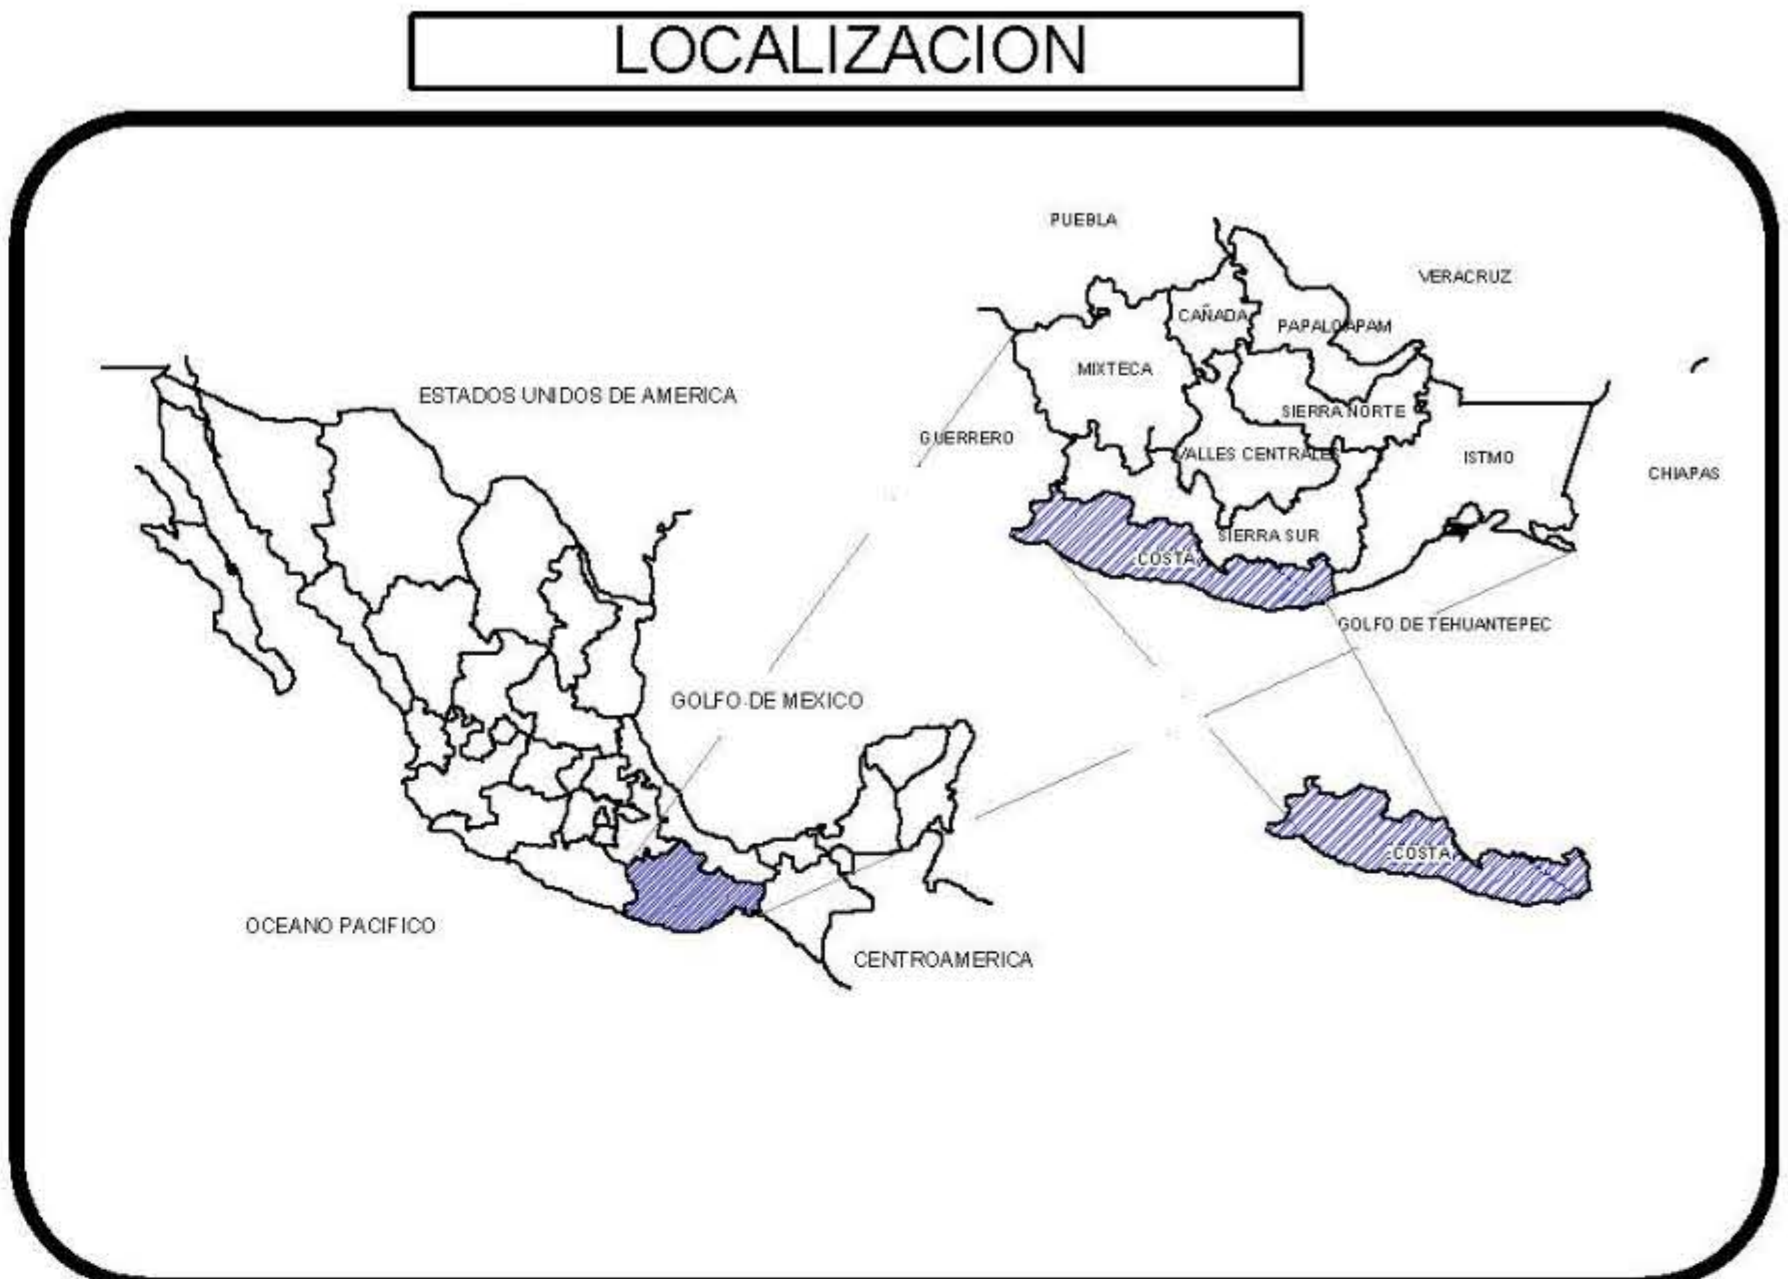 LOCALIZACION
PUEBLA
VERACRUZ
CAÑADA
PAPALOAPAM
MIXTECA
ESTADOS UNIDOS DE AMERICA
SIERRA NORTE
GUERRERO
VALLES CENTRALES
ISTMO
CHIAPAS
SIERRA SUR
COSTA
GOLFO DE TEHUANTEPEC
GOLFO DE MEXICO
COSTA
OCEANO PACIFICO
CENTROAMERICA